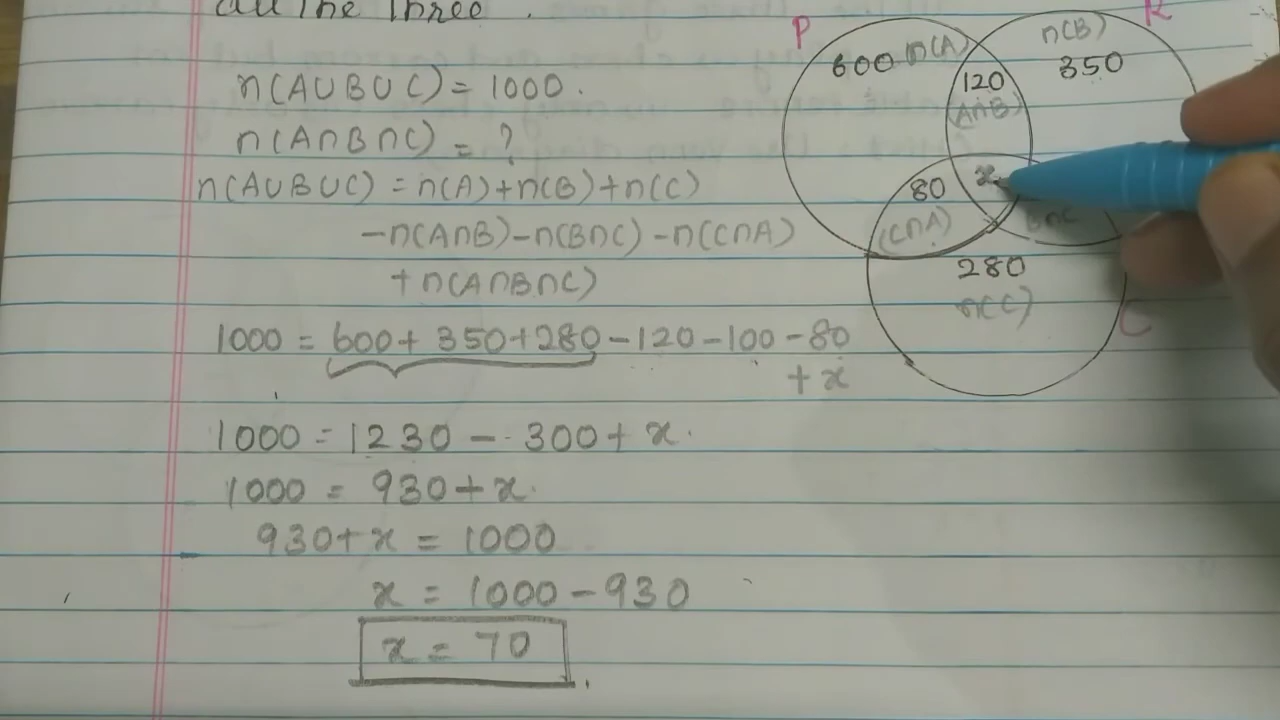 all the three.
n(A∪B∪C) = 1000.
n(A∩B∩C) = ?
n(A∪B∪C) = n(A)+n(B)+n(C)
-n(A∩B)-n(B∩C)-n(C∩A)
+n(A∩B∩C)
1000 = 600+350+280-120-100-80
+x
1000 = 1230 - 300+x.
1000 = 930+x.
930+x = 1000
x = 1000-930
x = 70
P
R
600 n(A)
n(B)
350
120
(A∩B)
80
x
(C∩A)
B∩C
280
n(C)
C